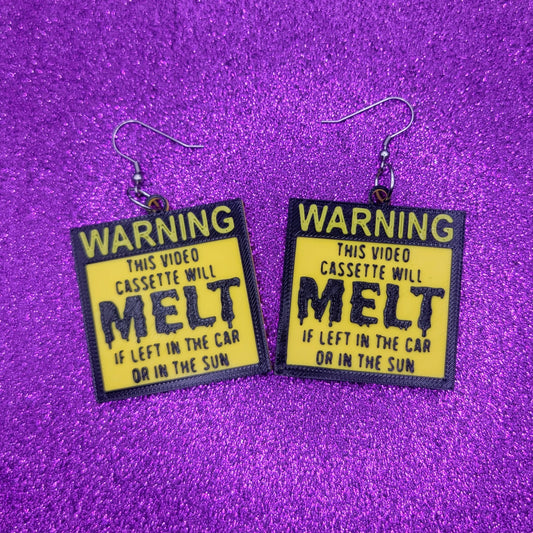 WARNING
THIS VIDEO
CASSETTE WILL
MELT
IF LEFT IN THE CAR
OR IN THE SUN
WARNING
THIS VIDEO
CASSETTE WILL
MELT
IF LEFT IN THE CAR
OR IN THE SUN